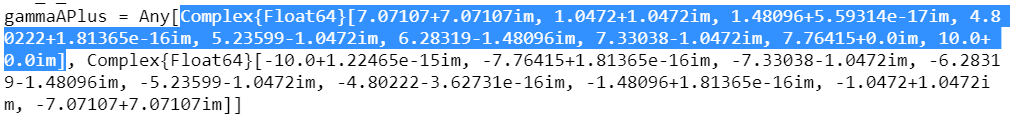 gammaAPlus = Any[Complex{Float64}[7.07107+7.07107im, 1.0472+1.0472im, 1.48096+5.59314e-17im, 4.8
0222+1.81365e-16im, 5.23599-1.0472im, 6.28319-1.48096im, 7.33038-1.0472im, 7.76415+0.0im, 10.0+
0.0im], Complex{Float64}[-10.0+1.22465e-15im, -7.76415+1.81365e-16im, -7.33038-1.0472im, -6.2831
9-1.48096im, -5.23599-1.0472im, -4.80222-3.62731e-16im, -1.48096+1.81365e-16im, -1.0472+1.0472i
m, -7.07107+7.07107im]]